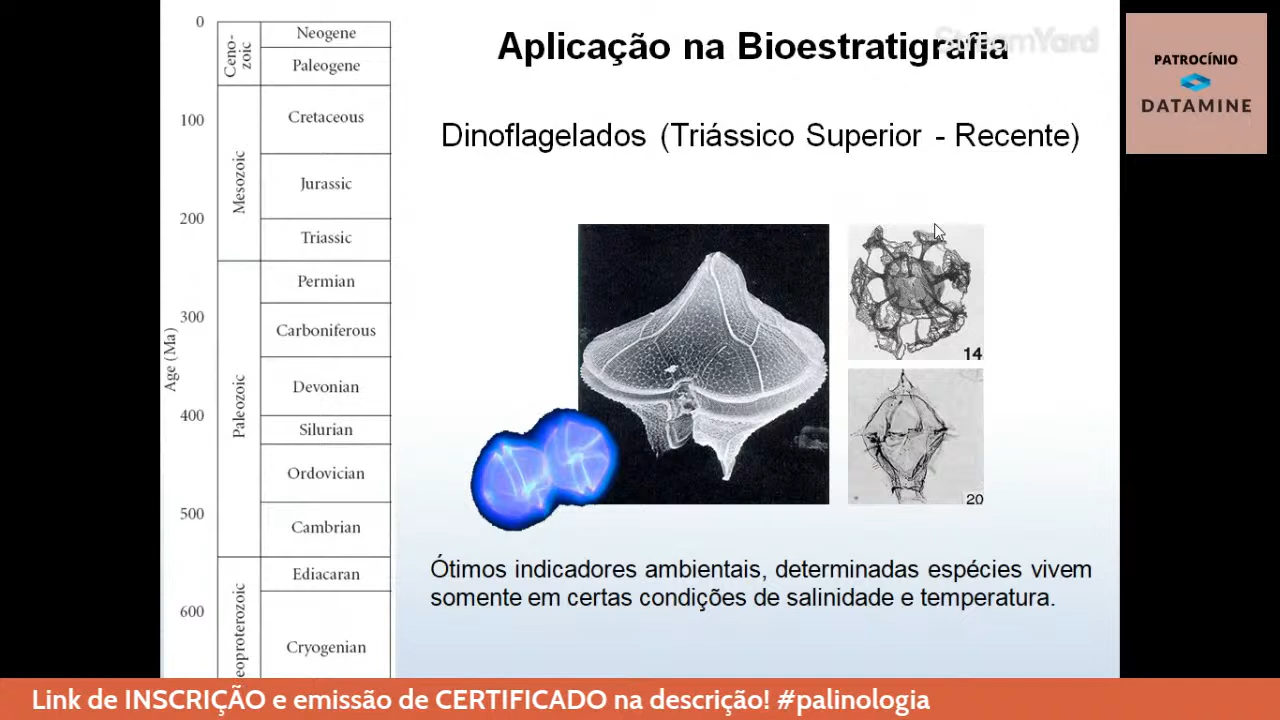 Aplicação na Bioestratigrafia
StreamYard
PATROCÍNIO
DATAMINE
Dinoflagelados (Triássico Superior - Recente)
0
100
200
300
400
500
600
Age (Ma)
Ceno-
zoic
Mesozoic
Paleozoic
eoproterozoic
Neogene
Paleogene
Cretaceous
Jurassic
Triassic
Permian
Carboniferous
Devonian
Silurian
Ordovician
Cambrian
Ediacaran
Cryogenian
14
20
Ótimos indicadores ambientais, determinadas espécies vivem
somente em certas condições de salinidade e temperatura.
Link de INSCRIÇÃO e emissão de CERTIFICADO na descrição! #palinologia